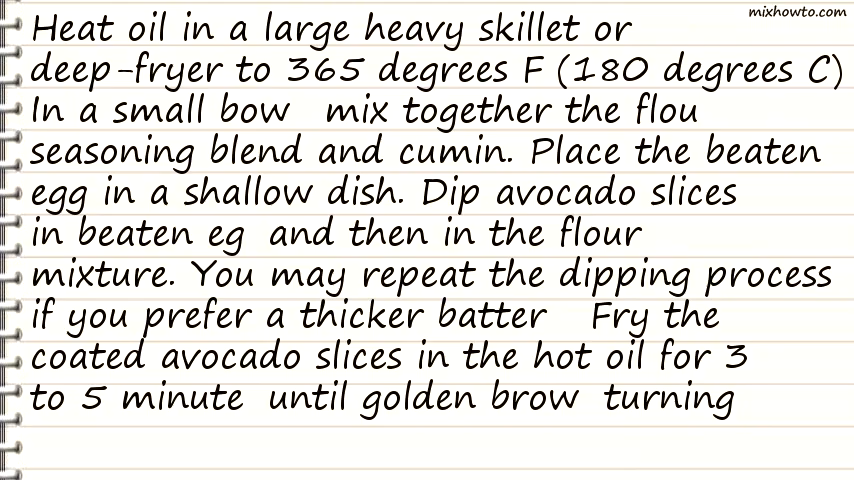 mixhowto.com
Heat oil in a large heavy skillet or
deep-fryer to 365 degrees F (180 degrees C)
In a small bow mix together the flou
seasoning blend and cumin. Place the beaten
egg in a shallow dish. Dip avocado slices
in beaten eg and then in the flour
mixture. You may repeat the dipping process
if you prefer a thicker batter Fry the
coated avocado slices in the hot oil for 3
to 5 minute until golden brow turning